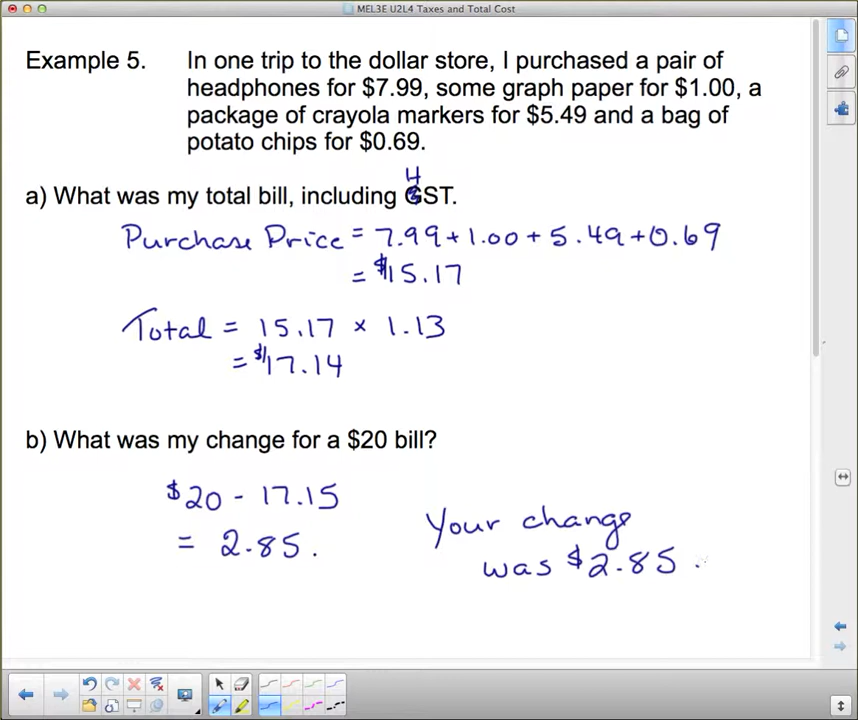 MEL3E U2L4 Taxes and Total Cost
Example 5. In one trip to the dollar store, I purchased a pair of
headphones for $7.99, some graph paper for $1.00, a
package of crayola markers for $5.49 and a bag of
potato chips for $0.69.
H
a) What was my total bill, including GST.
Purchase Price = 7.99+1.00+5.49+0.69
= $15.17
Total = 15.17 × 1.13
= $17.14
b) What was my change for a $20 bill?
$20 - 17.15
= 2.85.
Your change
was $2.85.